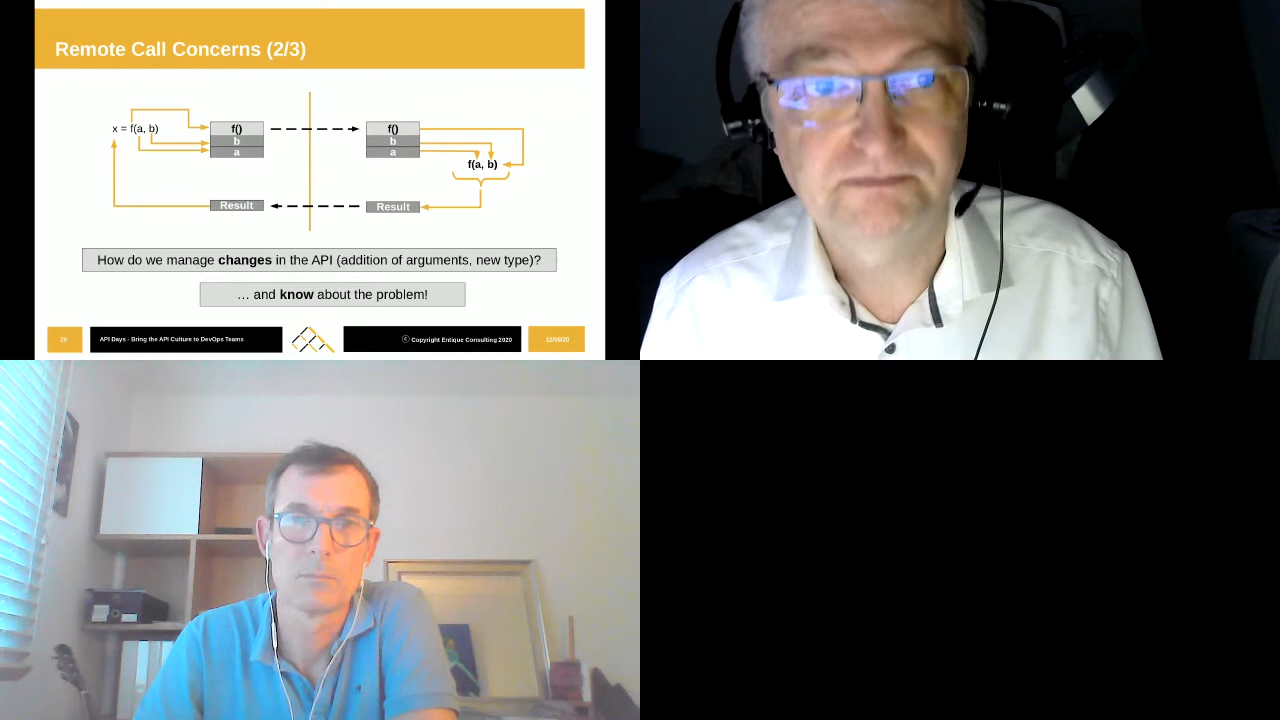 Remote Call Concerns (2/3)
x = f(a, b)
f()
b
a
f()
b
a
f(a, b)
Result
Result
How do we manage changes in the API (addition of arguments, new type)?
… and know about the problem!
API Days - Bring the API Culture to DevOps Teams
© Copyright Entique Consulting 2020